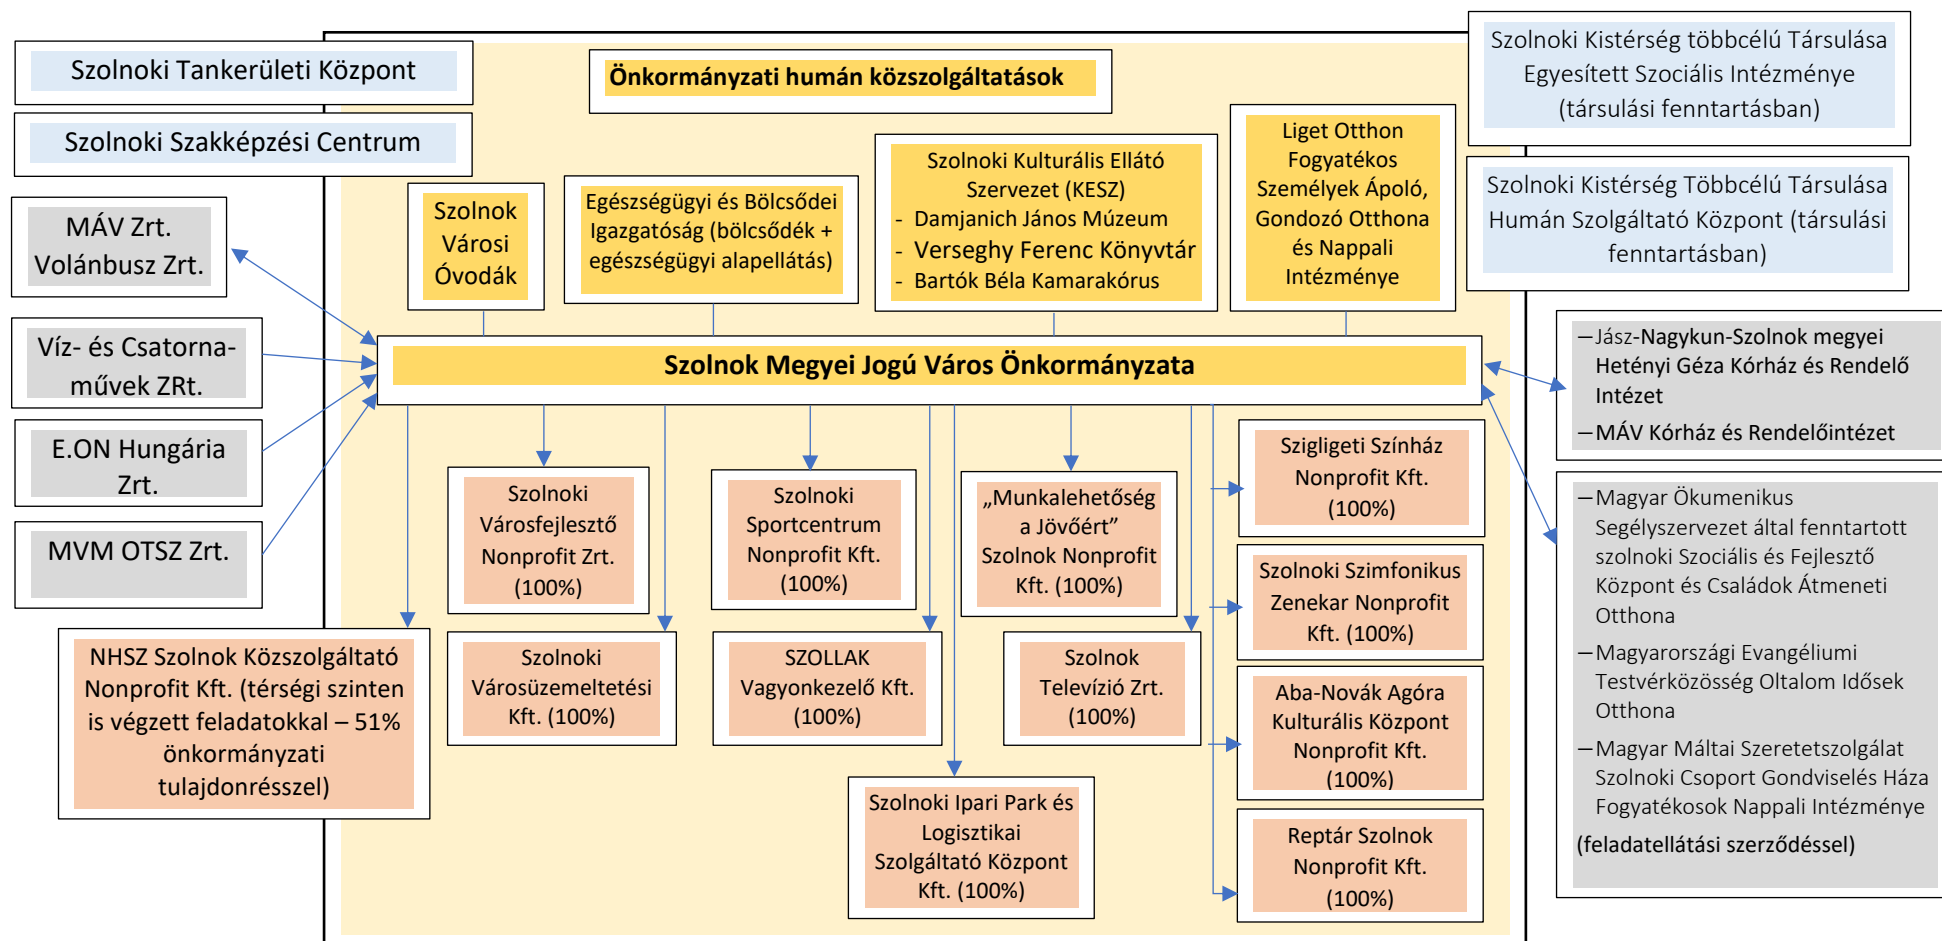 Szolnoki Tankerületi Központ
Szolnoki Szakképzési Centrum
Önkormányzati humán közszolgáltatások
Szolnoki Kistérség többcélú Társulása
Egyesített Szociális Intézménye
(társulási fenntartásban)
Szolnoki Kistérség Többcélú Társulása
Humán Szolgáltató Központ (társulási
fenntartásban)
Szolnok
Városi
Óvodák
Egészségügyi és Bölcsődei
Igazgatóság (bölcsődék +
egészségügyi alapellátás)
Szolnoki Kulturális Ellátó
Szervezet (KESZ)
- Damjanich János Múzeum
- Verseghy Ferenc Könyvtár
- Bartók Béla Kamarakórus
Liget Otthon
Fogyatékos
Személyek Ápoló,
Gondozó Otthona
és Nappali
Intézménye
MÁV Zrt.
Volánbusz Zrt.
Víz- és Csatorna-
művek ZRt.
E.ON Hungária
Zrt.
MVM OTSZ Zrt.
Szolnok Megyei Jogú Város Önkormányzata
–Jász-Nagykun-Szolnok megyei
Hetényi Géza Kórház és Rendelő
Intézet
–MÁV Kórház és Rendelőintézet
–Magyar Ökumenikus
Segélyszervezet által fenntartott
szolnoki Szociális és Fejlesztő
Központ és Családok Átmeneti
Otthona
–Magyarországi Evangéliumi
Testvérközösség Oltalom Idősek
Otthona
–Magyar Máltai Szeretetszolgálat
Szolnoki Csoport Gondviselés Háza
Fogyatékosok Nappali Intézménye
(feladatellátási szerződéssel)
Szolnoki
Városfejlesztő
Nonprofit Zrt.
(100%)
Szolnoki
Sportcentrum
Nonprofit Kft.
(100%)
„Munkalehetőség
a Jövőért”
Szolnok Nonprofit
Kft. (100%)
Szigligeti Színház
Nonprofit Kft.
(100%)
Szolnoki Szimfonikus
Zenekar Nonprofit
Kft. (100%)
NHSZ Szolnok Közszolgáltató
Nonprofit Kft. (térségi szinten
is végzett feladatokkal – 51%
önkormányzati
tulajdonrésszel)
Szolnoki
Városüzemeltetési
Kft. (100%)
SZOLLAK
Vagyonkezelő Kft.
(100%)
Szolnok
Televízió Zrt.
(100%)
Aba-Novák Agóra
Kulturális Központ
Nonprofit Kft.
(100%)
Szolnoki Ipari Park és
Logisztikai
Szolgáltató Központ
Kft. (100%)
Reptár Szolnok
Nonprofit Kft.
(100%)